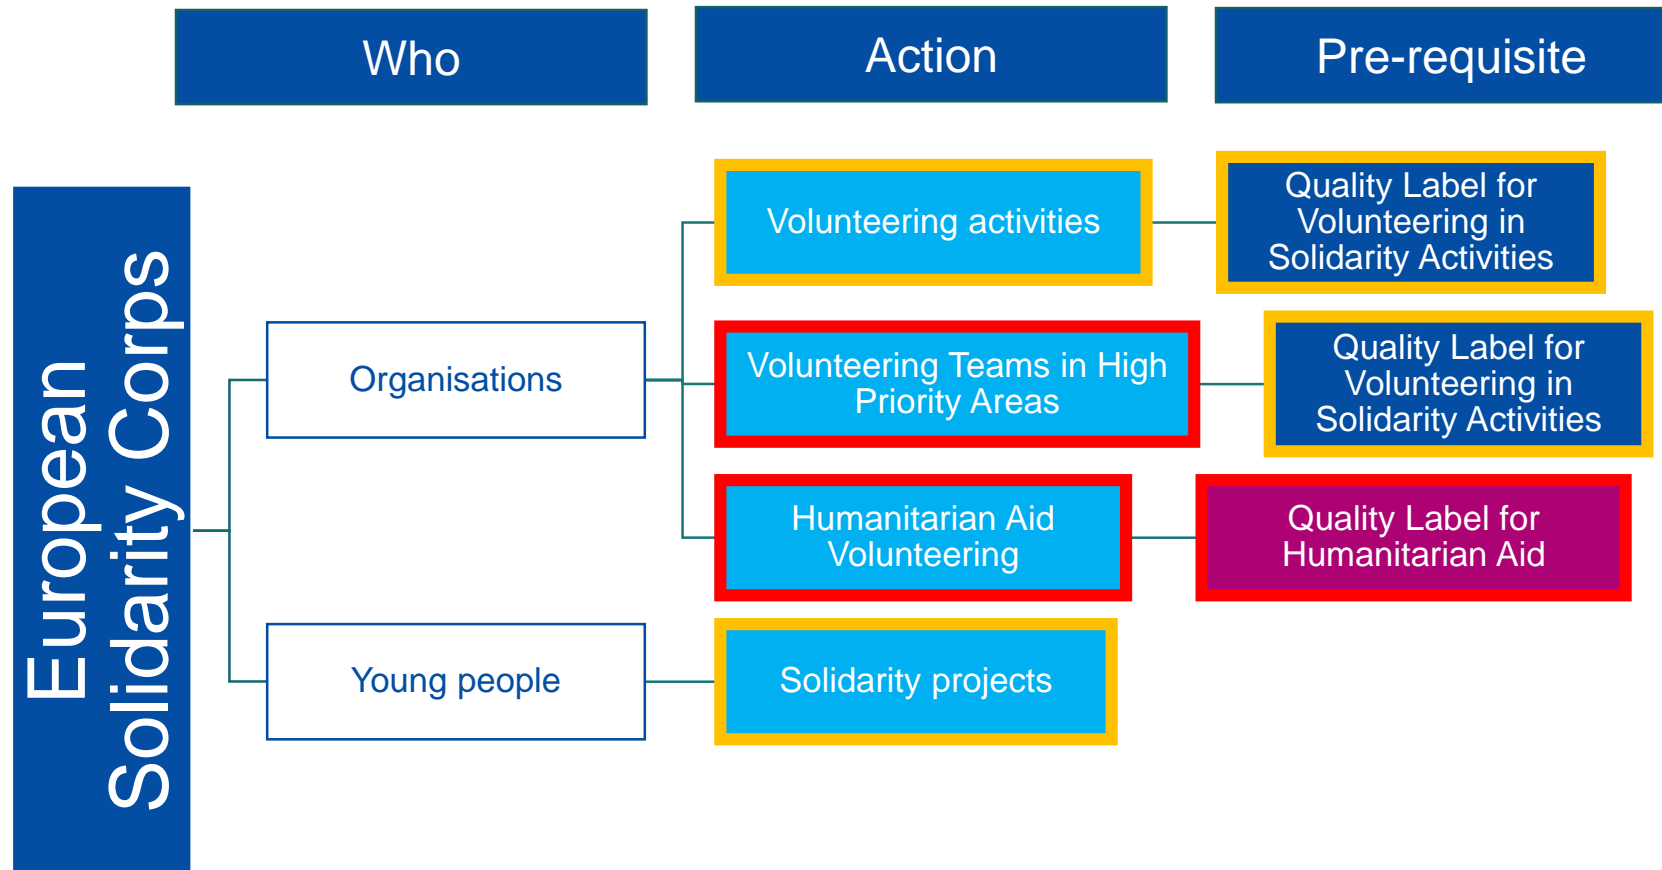 Who
Action
Pre-requisite
European
Solidarity Corps
Organisations
Young people
Volunteering activities
Volunteering Teams in High
Priority Areas
Humanitarian Aid
Volunteering
Solidarity projects
Quality Label for
Volunteering in
Solidarity Activities
Quality Label for
Volunteering in
Solidarity Activities
Quality Label for
Humanitarian Aid